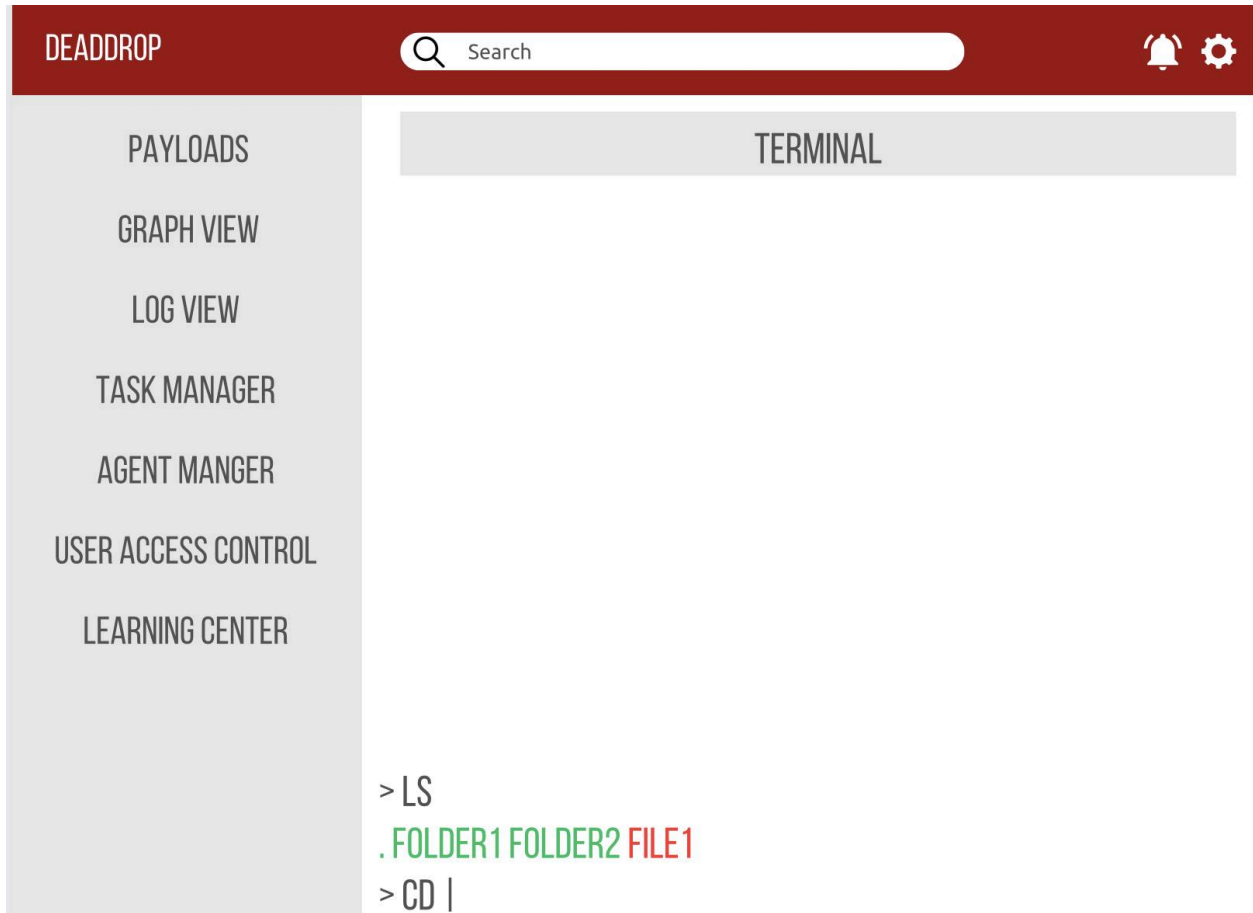 DEADDROP
Search
PAYLOADS
GRAPH VIEW
LOG VIEW
TASK MANAGER
AGENT MANGER
USER ACCESS CONTROL
LEARNING CENTER
TERMINAL
> LS
. FOLDER1 FOLDER2 FILE1
> CD |